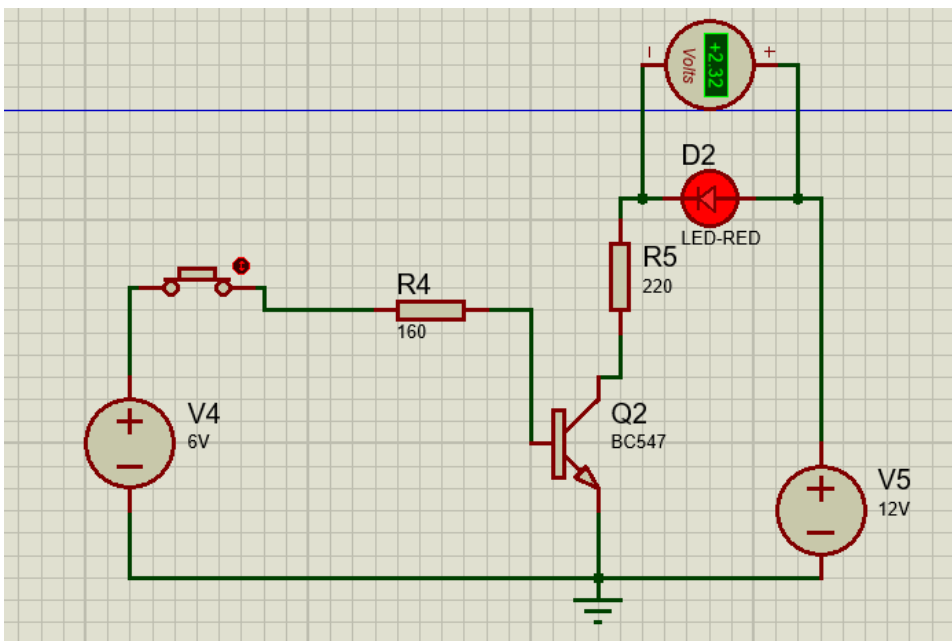 - +2.32 Volts +
D2
LED-RED
R5
220
R4
160
V4
6V
Q2
BC547
V5
12V